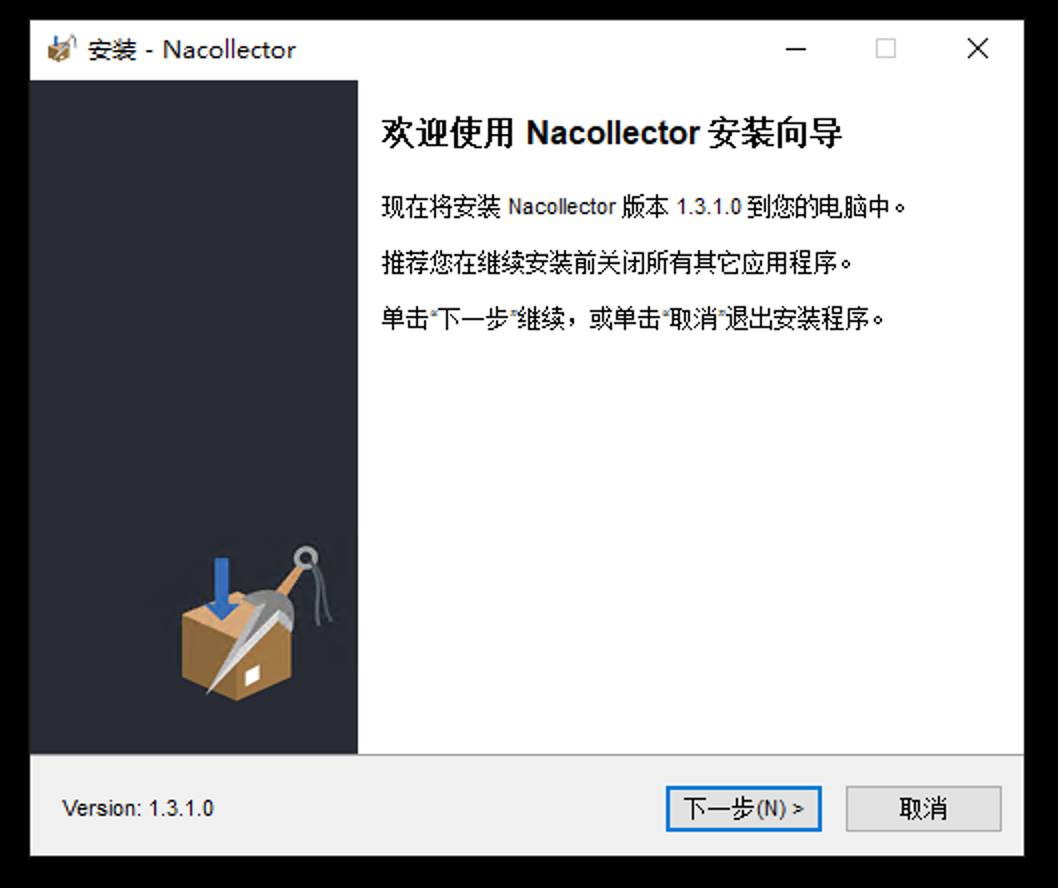 安装 - Nacollector
欢迎使用 Nacollector 安装向导
现在将安装 Nacollector 版本 1.3.1.0 到您的电脑中。
推荐您在继续安装前关闭所有其它应用程序。
单击“下一步”继续，或单击“取消”退出安装程序。
Version: 1.3.1.0
下一步(N) >
取消